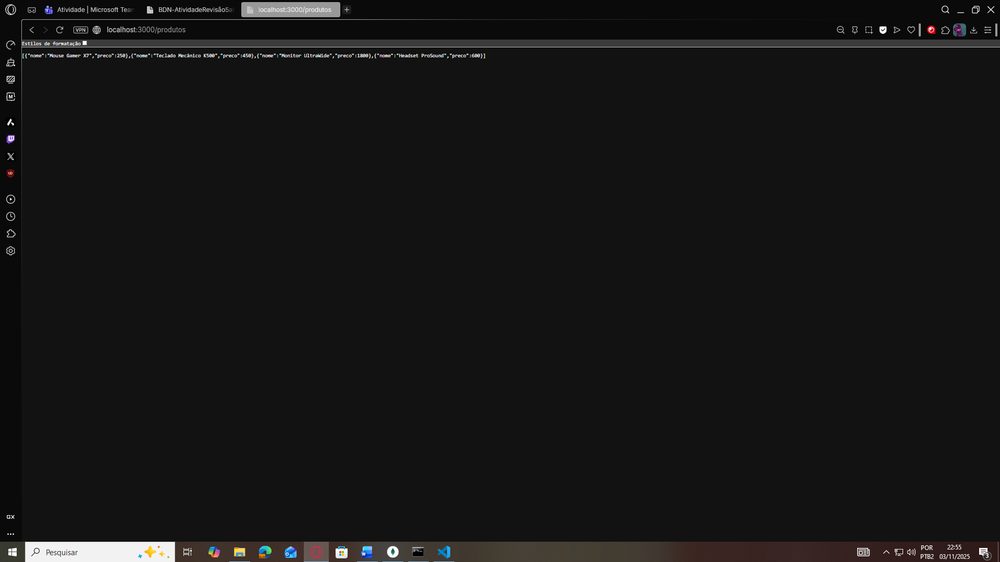 Atividade | Microsoft Tean
BDN-AtividadeRevisão5a
localhost:3000/produtos
VPN
localhost:3000/produtos
Estilos de formatação
[{"nome":"Mouse Gamer X7","preco":250},{"nome":"Teclado Mecânico K500","preco":450},{"nome":"Monitor UltraWide","preco":1800},{"nome":"Headset ProSound","preco":600}]
M
GX
Pesquisar
POR
PTB2
22:55
03/11/2025
3